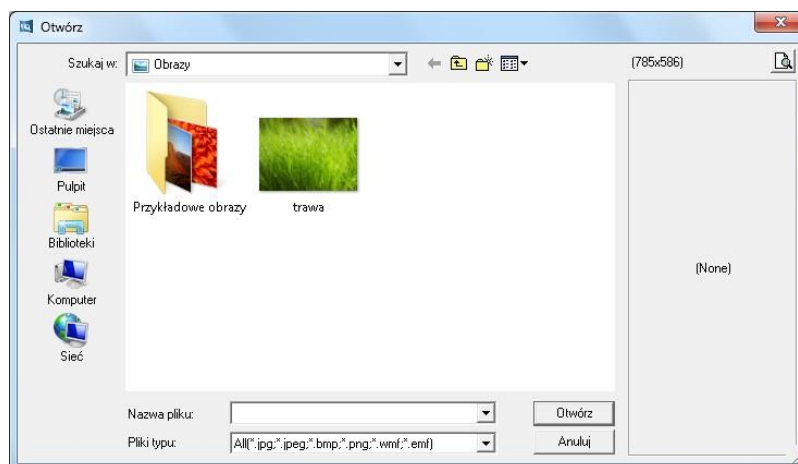 Otwórz
Szukaj w: Obrazy (785x586)
Ostatnie miejsca
Pulpit
Biblioteki
Komputer
Sieć
Przykładowe obrazy trawa
(None)
Nazwa pliku: Otwórz
Pliki typu: All(*.jpg;*.jpeg;*.bmp;*.png;*.wmf;*.emf) Anuluj